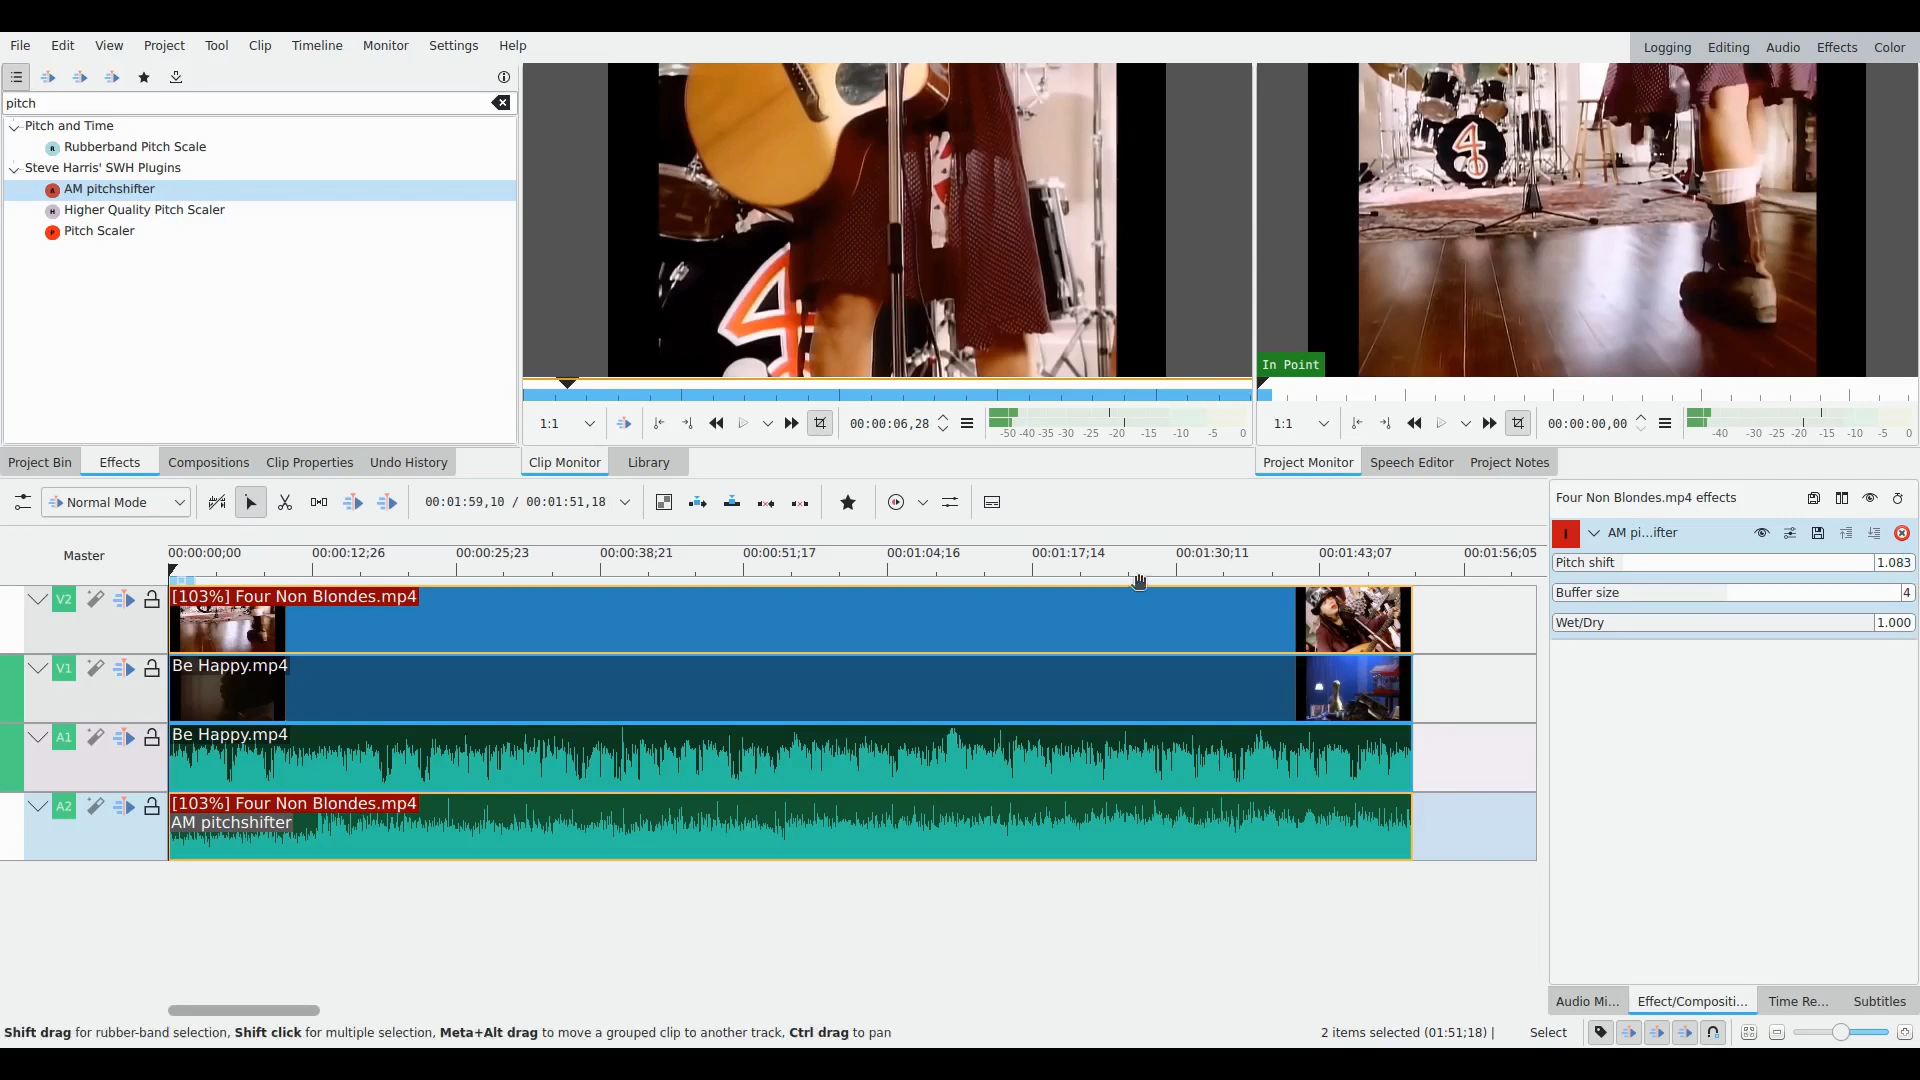 File Edit View Project Tool Clip Timeline Monitor Settings Help
Logging Editing Audio Effects Color
pitch
Pitch and Time
Rubberband Pitch Scale
Steve Harris' SWH Plugins
AM pitchshifter
Higher Quality Pitch Scaler
Pitch Scaler
4
4
In Point
1:1 00:00:06,28 -50 -40 -35 -30 -25 -20 -15 -10 -5 0
1:1 00:00:00,00 -40 -30 -25 -20 -15 -10 -5 0
Project Bin Effects Compositions Clip Properties Undo History
Clip Monitor Library
Project Monitor Speech Editor Project Notes
Normal Mode 00:01:59,10 / 00:01:51,18
Four Non Blondes.mp4 effects
AM pi...ifter
Pitch shift 1.083
Buffer size 4
Wet/Dry 1.000
Master 00:00:00;00 00:00:12;26 00:00:25;23 00:00:38;21 00:00:51;17 00:01:04;16 00:01:17;14 00:01:30;11 00:01:43;07 00:01:56;05
V2 [103%] Four Non Blondes.mp4
V1 Be Happy.mp4
A1 Be Happy.mp4
A2 [103%] Four Non Blondes.mp4
AM pitchshifter
Audio Mi... Effect/Compositi... Time Re... Subtitles
Shift drag for rubber-band selection, Shift click for multiple selection, Meta+Alt drag to move a grouped clip to another track, Ctrl drag to pan
2 items selected (01:51;18) | Select